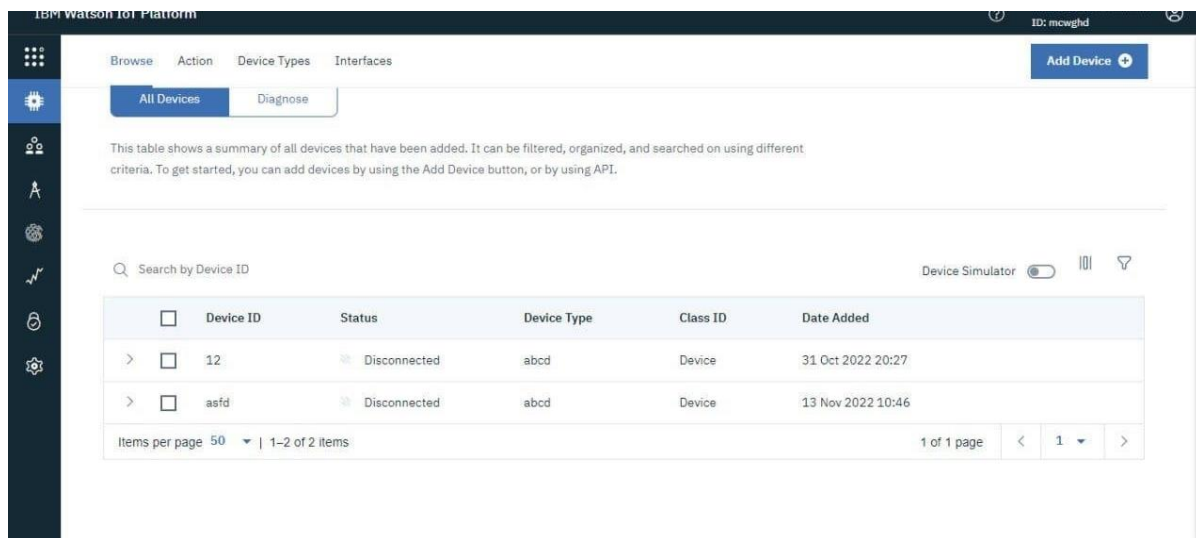 IBM Watson IoT Platform
ID: mcwghd
Browse Action Device Types Interfaces
Add Device
All Devices Diagnose
This table shows a summary of all devices that have been added. It can be filtered, organized, and searched on using different
criteria. To get started, you can add devices by using the Add Device button, or by using API.
Search by Device ID
Device Simulator
Device ID Status Device Type Class ID Date Added
12 Disconnected abcd Device 31 Oct 2022 20:27
asfd Disconnected abcd Device 13 Nov 2022 10:46
Items per page 50 | 1–2 of 2 items 1 of 1 page < 1 >